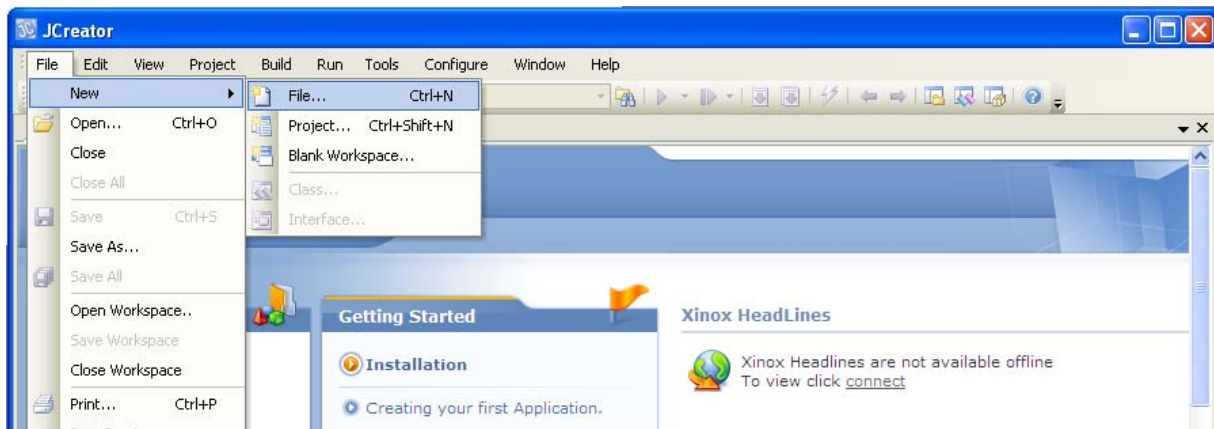 JCreator
File Edit View Project Build Run Tools Configure Window Help
New
File... Ctrl+N
Open... Ctrl+O
Project... Ctrl+Shift+N
Close
Blank Workspace...
Close All
Class...
Save Ctrl+S
Interface...
Save As...
Save All
Open Workspace..
Getting Started
Xinox HeadLines
Save Workspace
Installation
Xinox Headlines are not available offline
Close Workspace
To view click connect
Print... Ctrl+P
Creating your first Application.